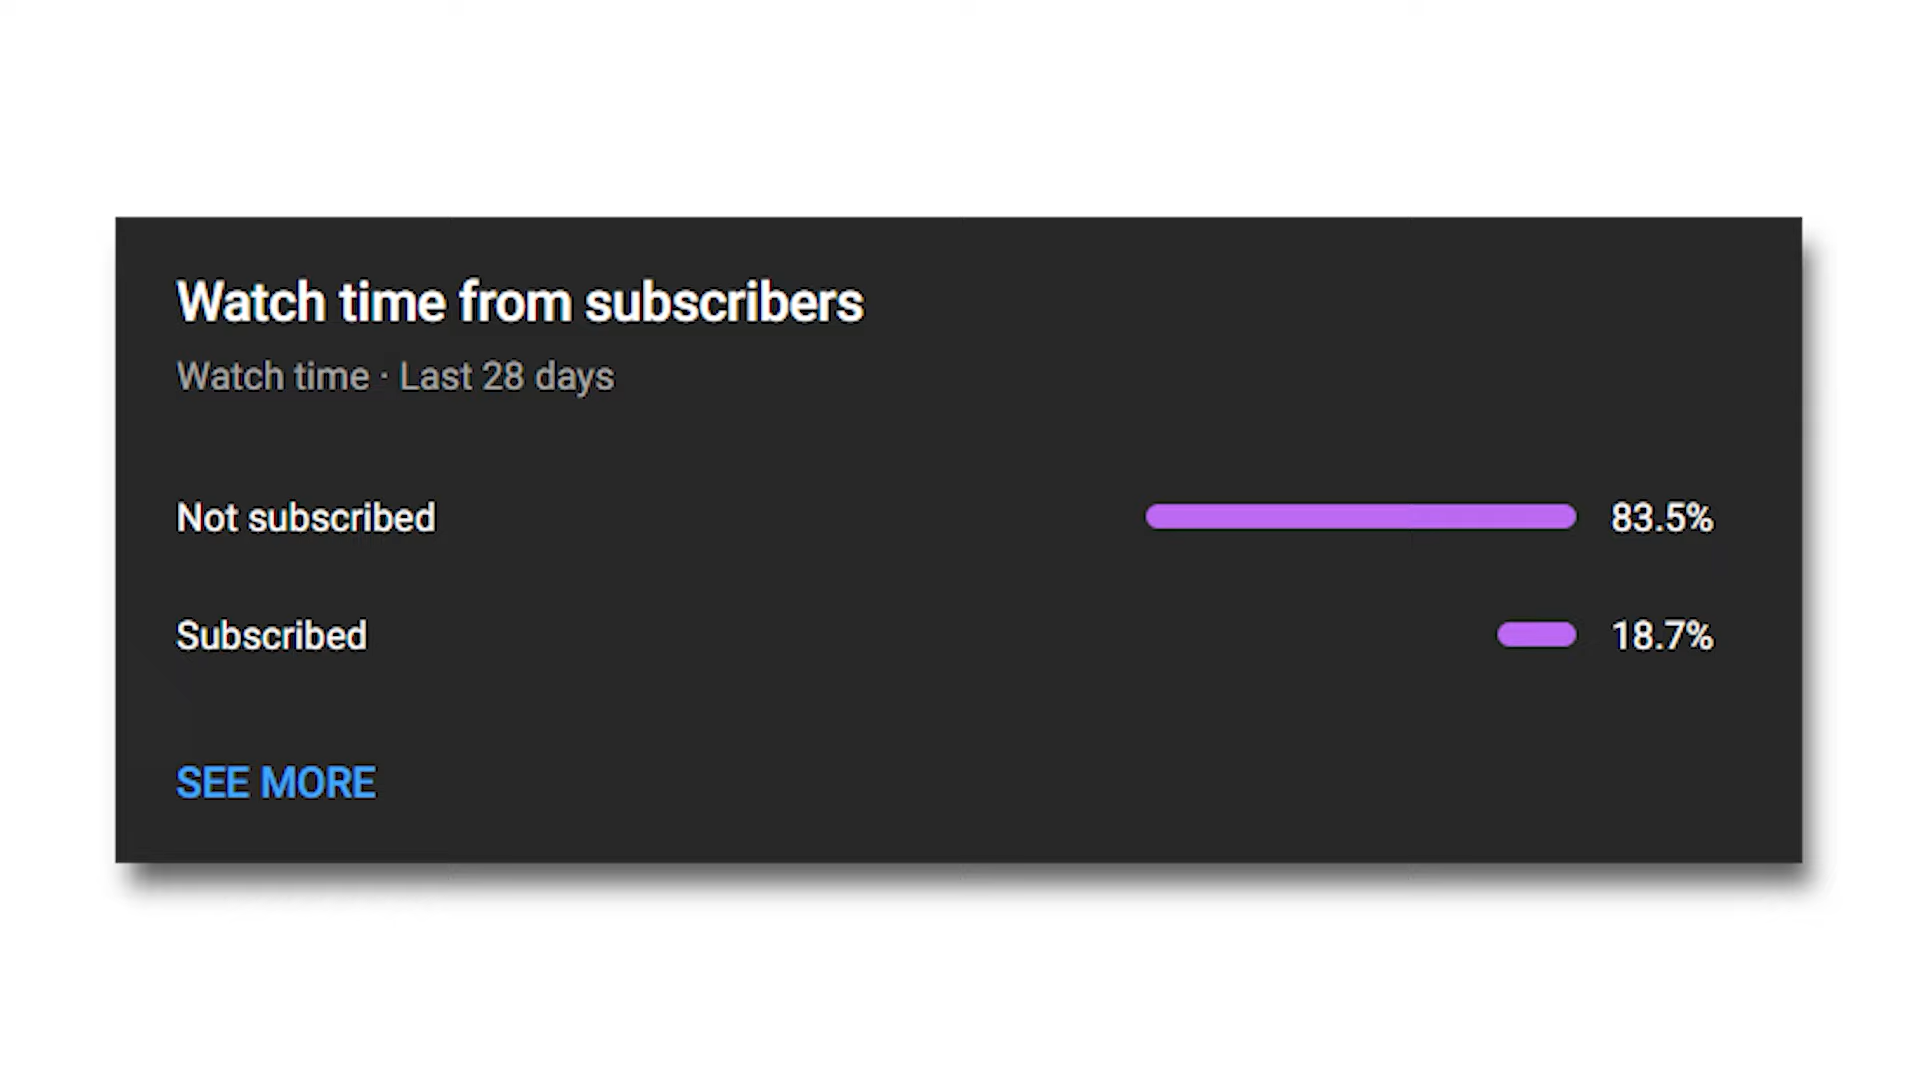 Watch time from subscribers
Watch time · Last 28 days
Not subscribed 83.5%
Subscribed 18.7%
SEE MORE